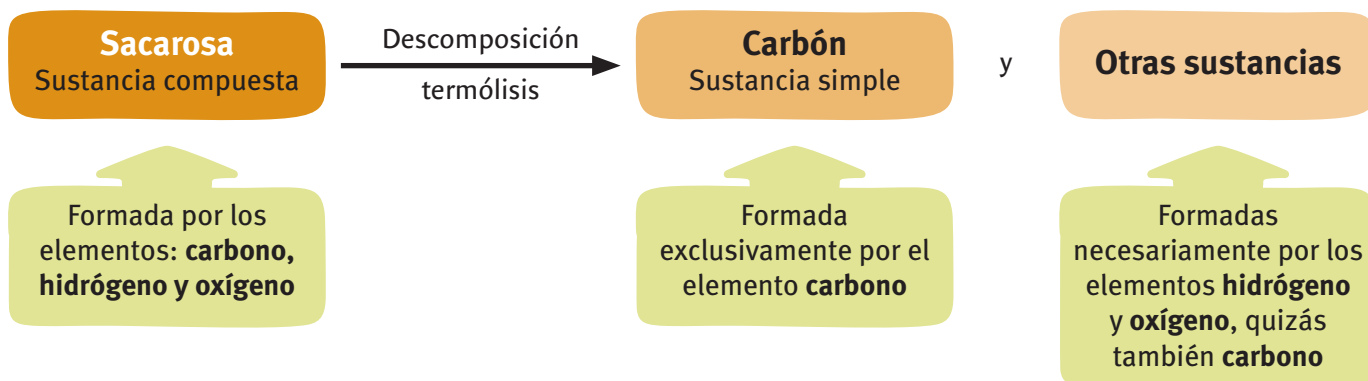 Sacarosa
Sustancia compuesta
Descomposición
termólisis
Carbón
Sustancia simple
y
Otras sustancias
Formada por los
elementos: carbono,
hidrógeno y oxígeno
Formada
exclusivamente por el
elemento carbono
Formadas
necesariamente por los
elementos hidrógeno
y oxígeno, quizás
también carbono